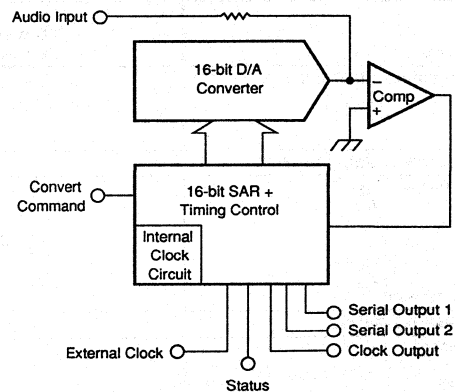 Audio Input
16-bit D/A
Converter
−
Comp
+
Convert
Command
16-bit SAR +
Timing Control
Internal
Clock
Circuit
Serial Output 1
Serial Output 2
Clock Output
External Clock
Status